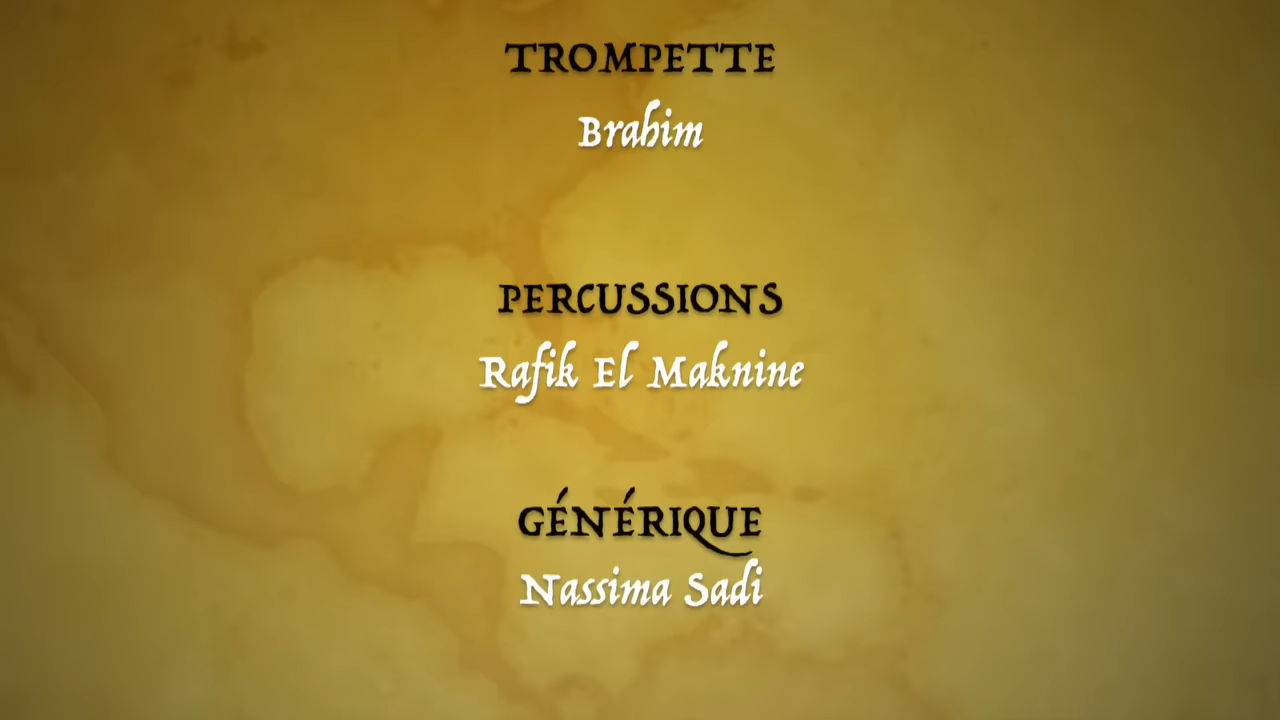 TROMPETTE
Brahim
PERCUSSIONS
Rafik El Maknine
GÉNÉRIQUE
Nassima Sadi